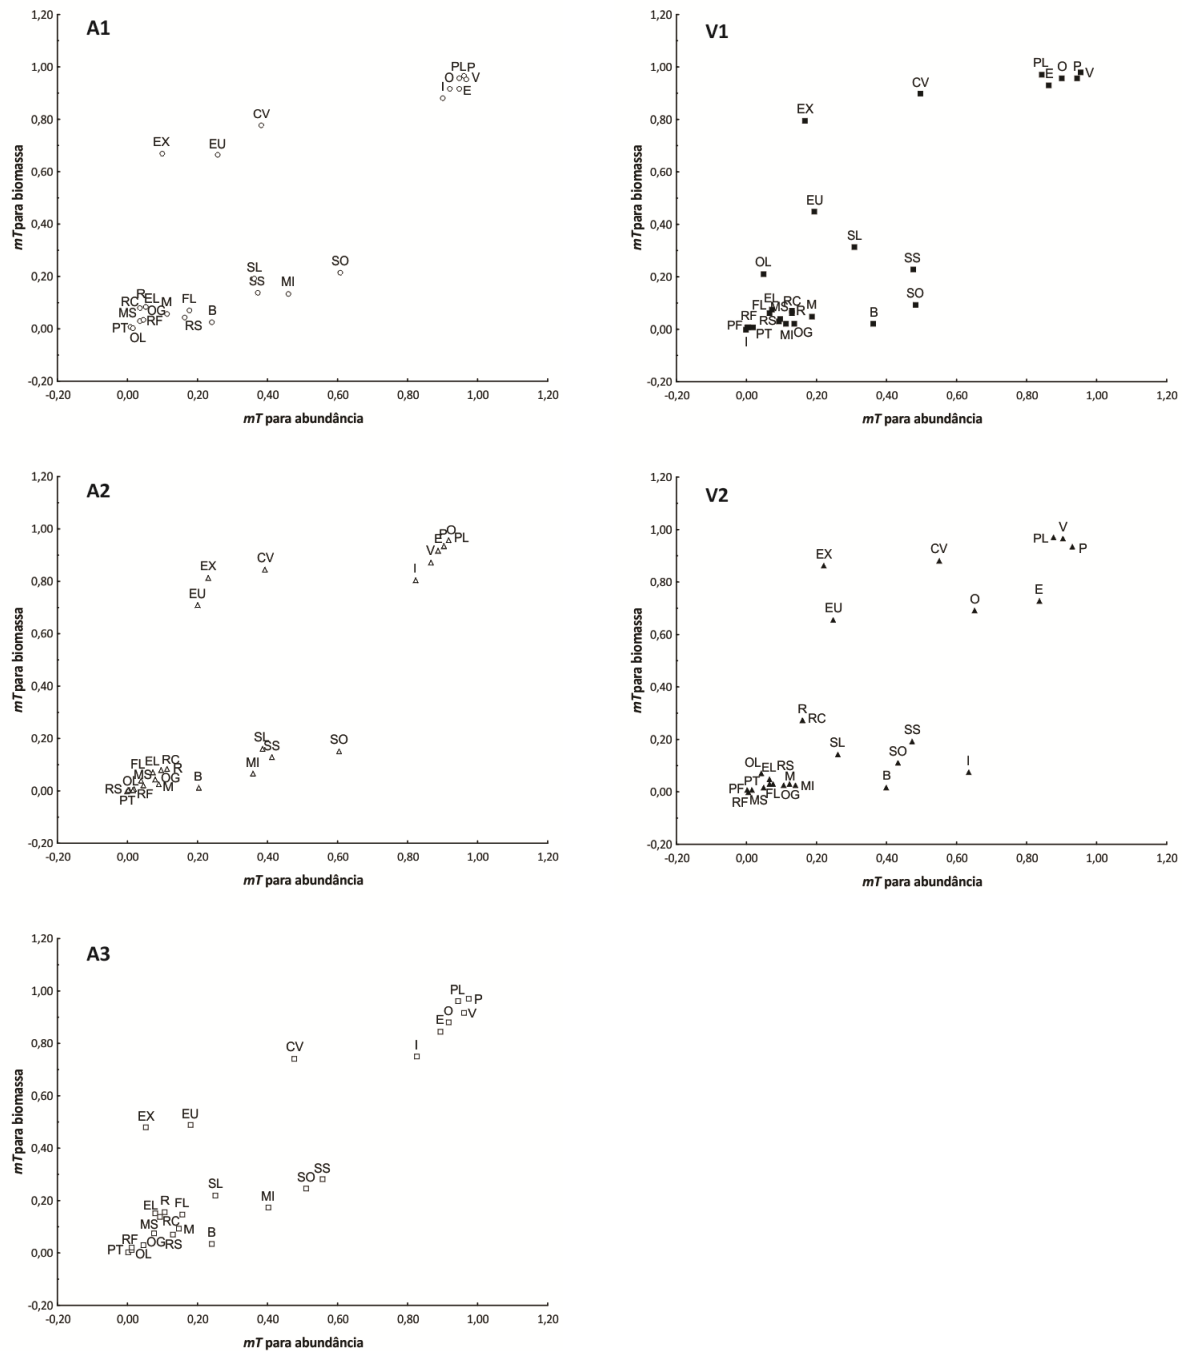 A1
1,20
1,00
0,80
0,60
0,40
0,20
0,00
-0,20
mT para biomassa
PL P
O V
I E
CV
EX EU
SO
SL
SS MI
R
RC EL M FL
MS OG B
PT RF RS
OL
-0,20 0,00 0,20 0,40 0,60 0,80 1,00 1,20
mT para abundância
V1
1,20
1,00
0,80
0,60
0,40
0,20
0,00
-0,20
mT para biomassa
PL O P
E V
CV
EX
EU
SL
SS
OL
SO
EL RC
FL MS R M
RF RS B
PF PT MI OG
I
-0,20 0,00 0,20 0,40 0,60 0,80 1,00 1,20
mT para abundância
A2
1,20
1,00
0,80
0,60
0,40
0,20
0,00
-0,20
mT para biomassa
O
E P PL
V
I
CV
EX
EU
SL SO
SS
MI
FL EL RC
MS R
OL OG B
RS RF M
PT
-0,20 0,00 0,20 0,40 0,60 0,80 1,00 1,20
mT para abundância
V2
1,20
1,00
0,80
0,60
0,40
0,20
0,00
-0,20
mT para biomassa
V
PL P
CV
EX
E
O
EU
R
RC
SS
SL SO
I
OL EL RS
PT M B
PF FL MI
RF MS OG
-0,20 0,00 0,20 0,40 0,60 0,80 1,00 1,20
mT para abundância
A3
1,20
1,00
0,80
0,60
0,40
0,20
0,00
-0,20
mT para biomassa
PL P
O V
E
CV I
EX EU
SS
SO
SL
MI
EL R FL
MS RC M B
RF OG RS
PT OL
-0,20 0,00 0,20 0,40 0,60 0,80 1,00 1,20
mT para abundância